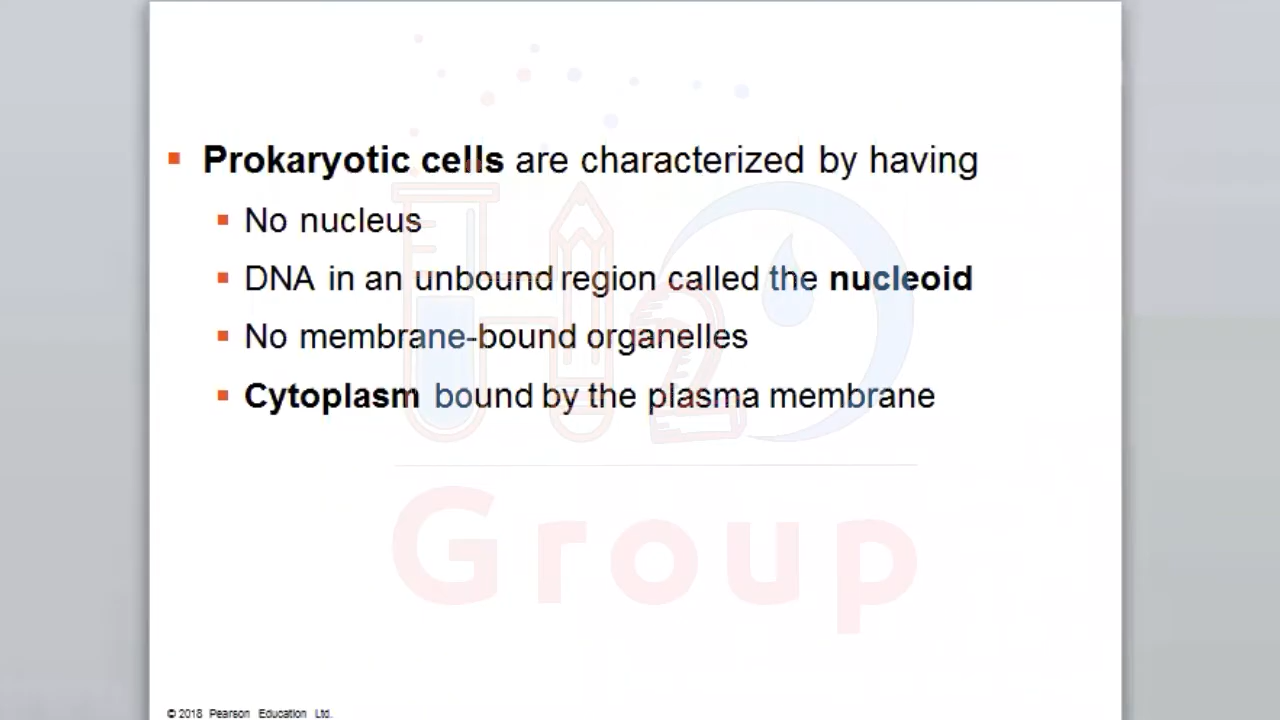 Prokaryotic cells are characterized by having
No nucleus
DNA in an unbound region called the nucleoid
No membrane-bound organelles
Cytoplasm bound by the plasma membrane
H2O
Group
© 2018 Pearson Education Ltd.